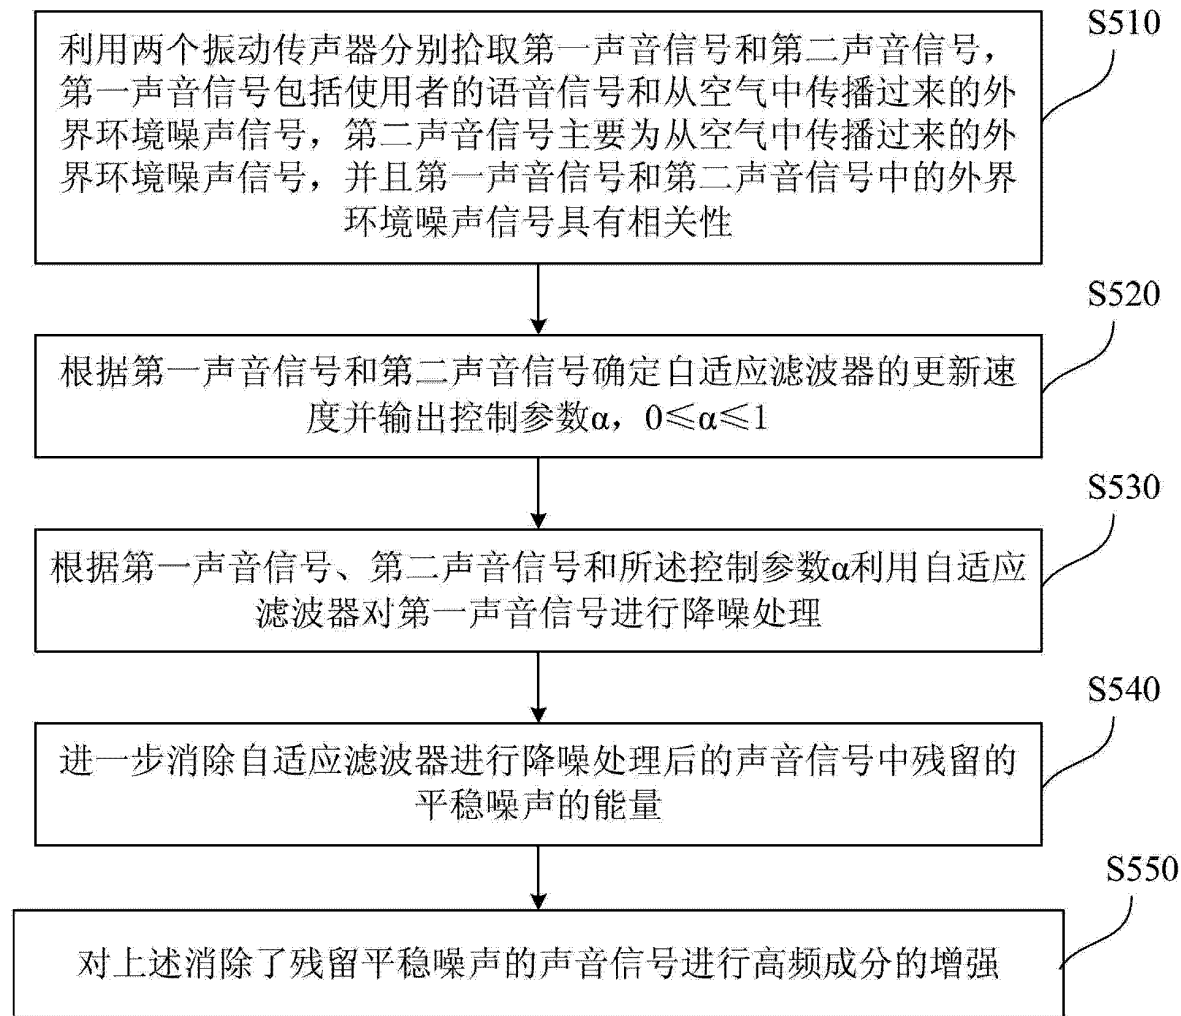 S510
利用两个振动传声器分别拾取第一声音信号和第二声音信号，
第一声音信号包括使用者的语音信号和从空气中传播过来的外
界环境噪声信号，第二声音信号主要为从空气中传播过来的外
界环境噪声信号，并且第一声音信号和第二声音信号中的外界
环境噪声信号具有相关性
S520
根据第一声音信号和第二声音信号确定自适应滤波器的更新速
度并输出控制参数α，0≤α≤1
S530
根据第一声音信号、第二声音信号和所述控制参数α利用自适应
滤波器对第一声音信号进行降噪处理
S540
进一步消除自适应滤波器进行降噪处理后的声音信号中残留的
平稳噪声的能量
S550
对上述消除了残留平稳噪声的声音信号进行高频成分的增强